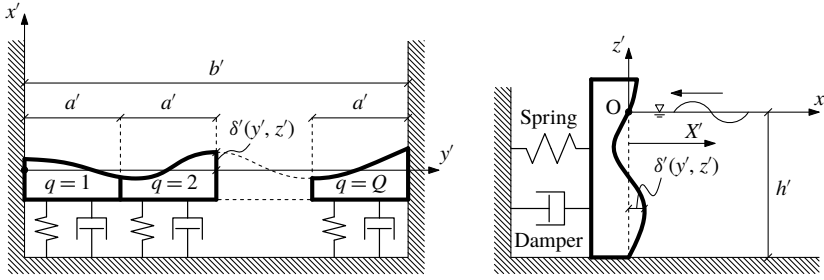 x′
b′
a′ a′ a′
δ′(y′, z′)
y′
q = 1 q = 2 q = Q
z′
O
x
Spring
X′
δ′(y′, z′)
h′
Damper